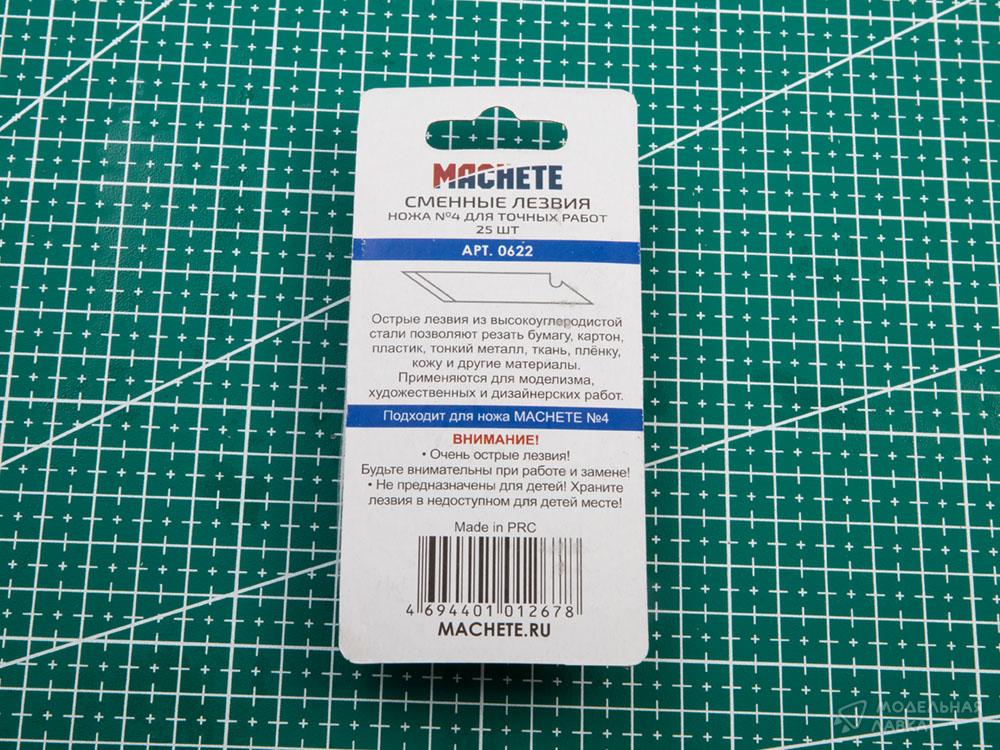 MACHETE
СМЕННЫЕ ЛЕЗВИЯ
НОЖА №4 ДЛЯ ТОЧНЫХ РАБОТ
25 ШТ
АРТ. 0622
Острые лезвия из высокоуглеродистой
стали позволяют резать бумагу, картон,
пластик, тонкий металл, ткань, плёнку,
кожу и другие материалы.
Применяются для моделизма,
художественных и дизайнерских работ.
Подходит для ножа MACHETE №4
ВНИМАНИЕ!
• Очень острые лезвия!
Будьте внимательны при работе и замене!
• Не предназначены для детей! Храните
лезвия в недоступном для детей месте!
Made in PRC
4 694401 012678
MACHETE.RU
МОДЕЛЬНАЯ
ЛАВКА